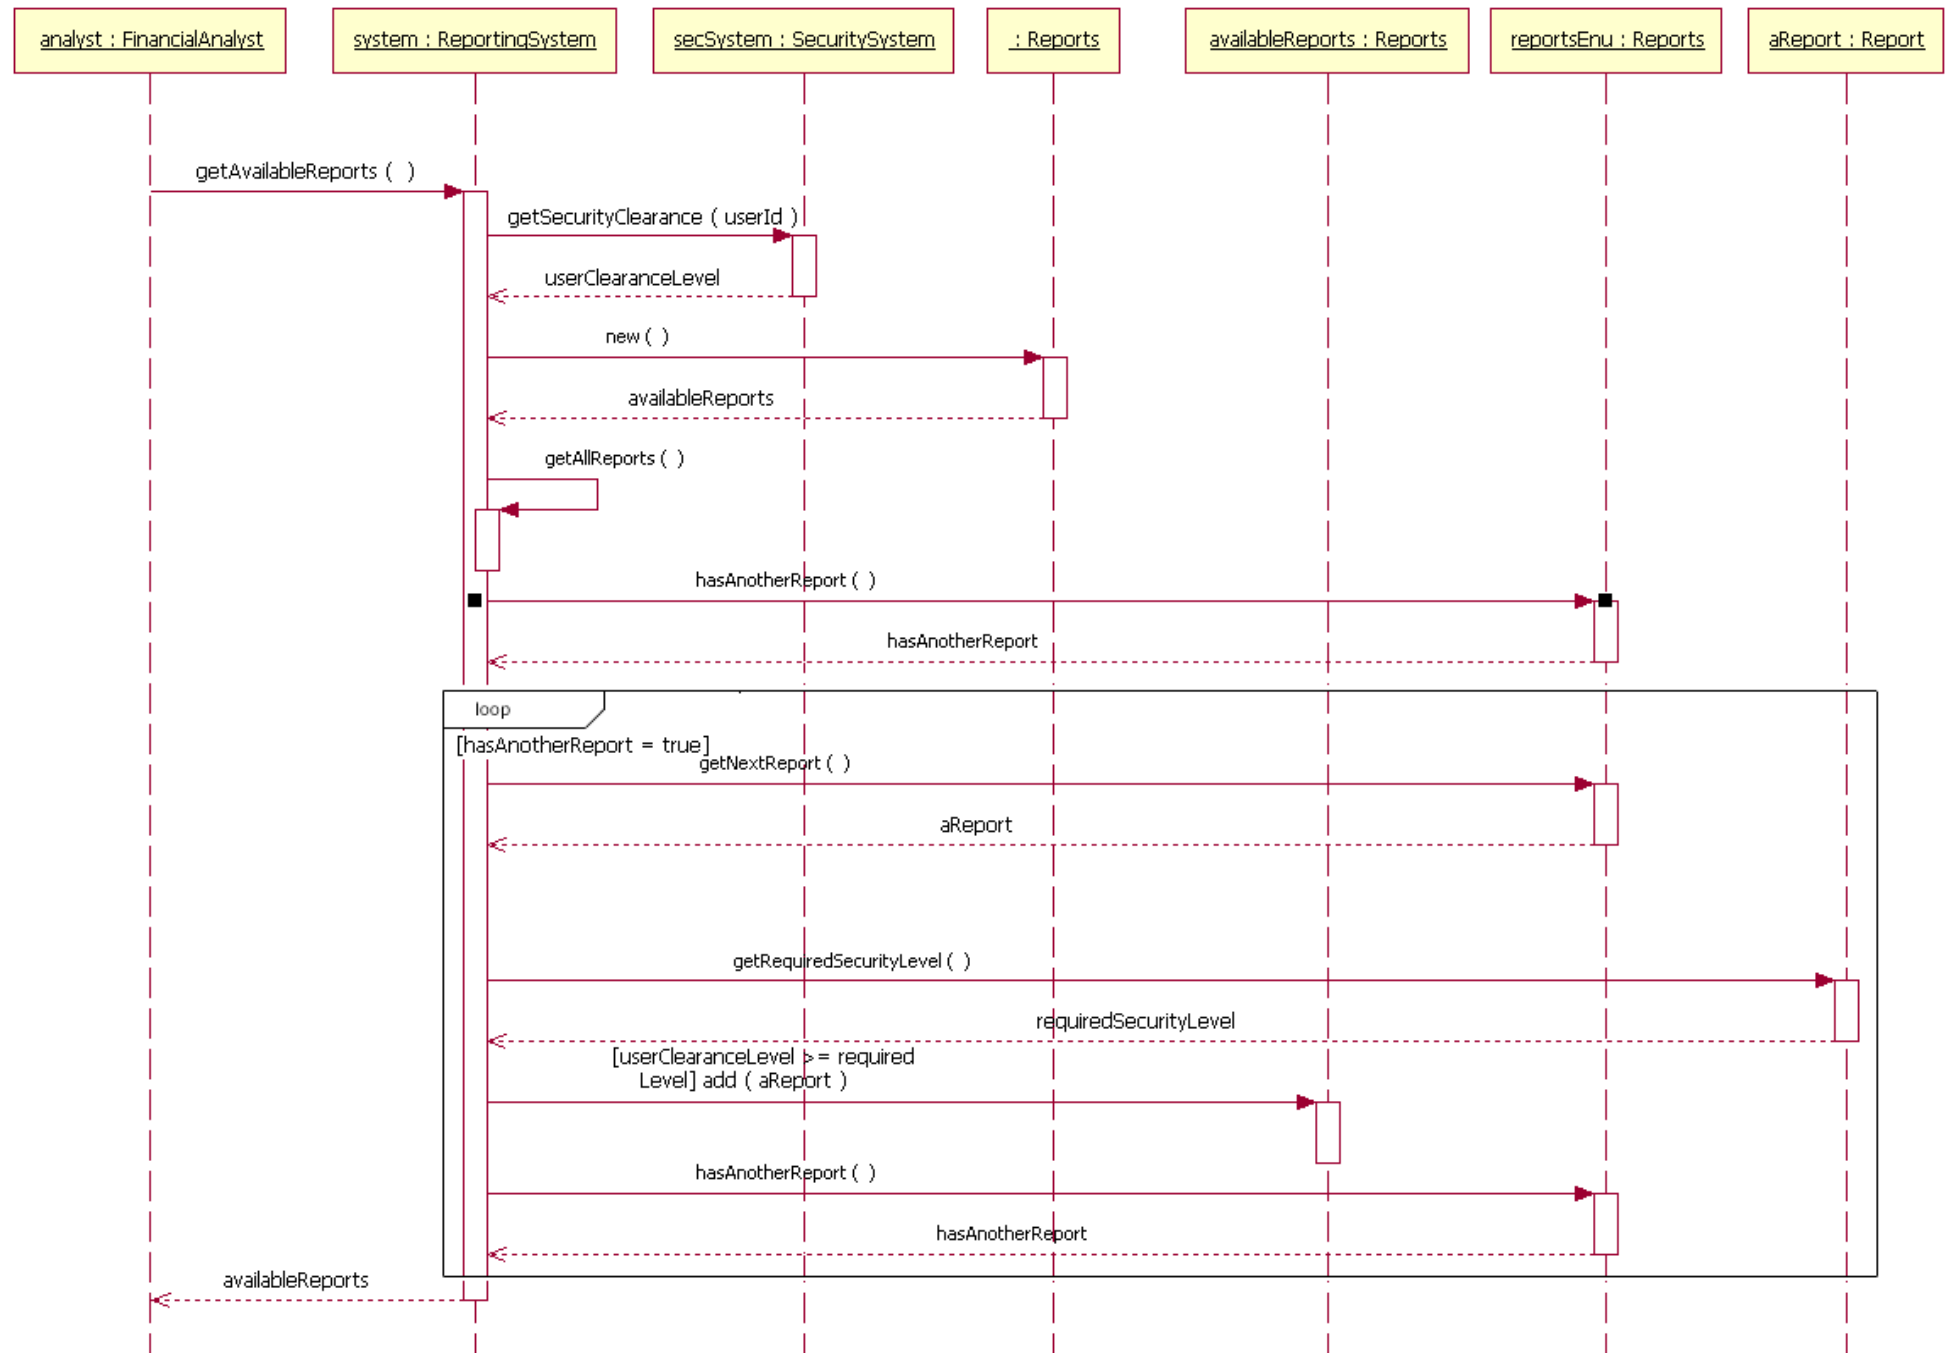 analyst : FinancialAnalyst
system : ReportingSystem
secSystem : SecuritySystem
: Reports
availableReports : Reports
reportsEnu : Reports
aReport : Report
getAvailableReports (  )
getSecurityClearance ( userId )
userClearanceLevel
new (  )
availableReports
getAllReports (  )
hasAnotherReport (  )
hasAnotherReport
loop
[hasAnotherReport = true]
getNextReport (  )
aReport
getRequiredSecurityLevel (  )
requiredSecurityLevel
[userClearanceLevel >= required
Level] add ( aReport )
hasAnotherReport (  )
hasAnotherReport
availableReports